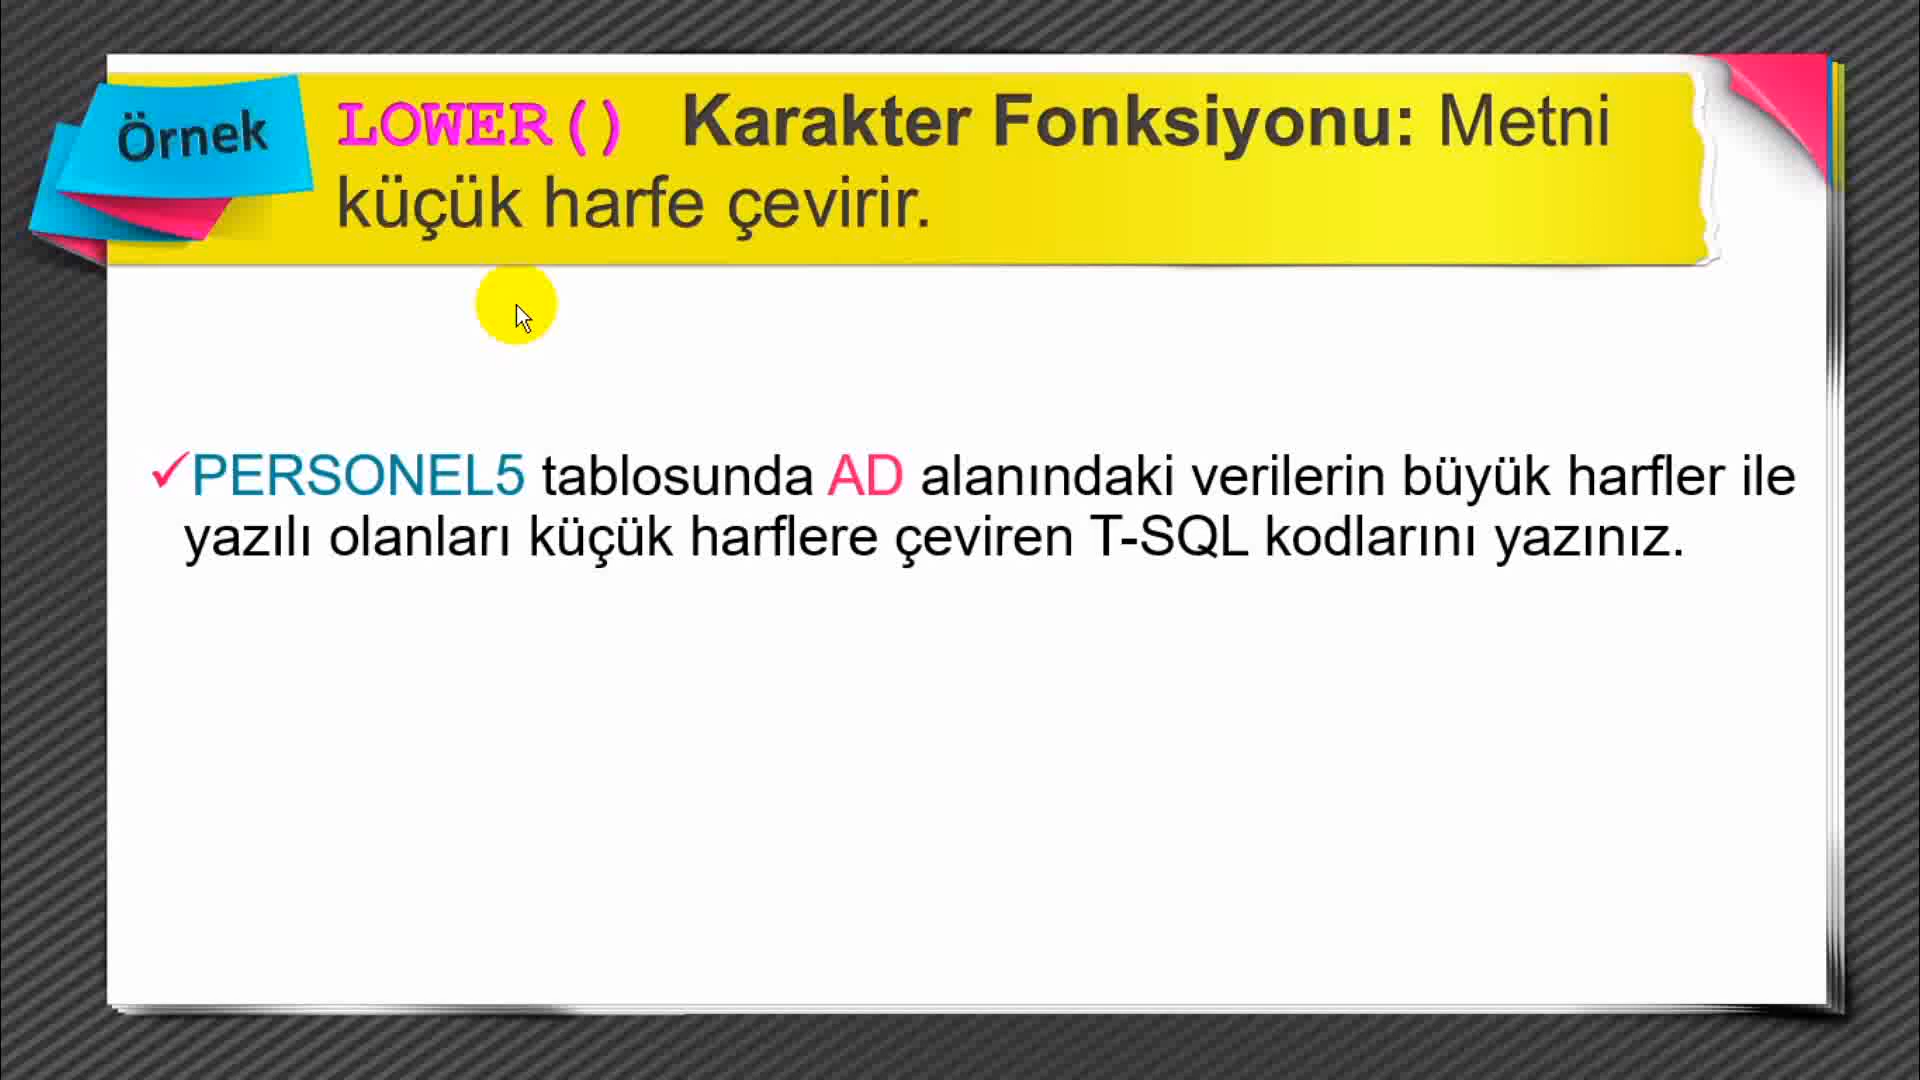 Örnek
LOWER() Karakter Fonksiyonu: Metni
küçük harfe çevirir.
✓PERSONEL5 tablosunda AD alanındaki verilerin büyük harfler ile
yazılı olanları küçük harflere çeviren T-SQL kodlarını yazınız.